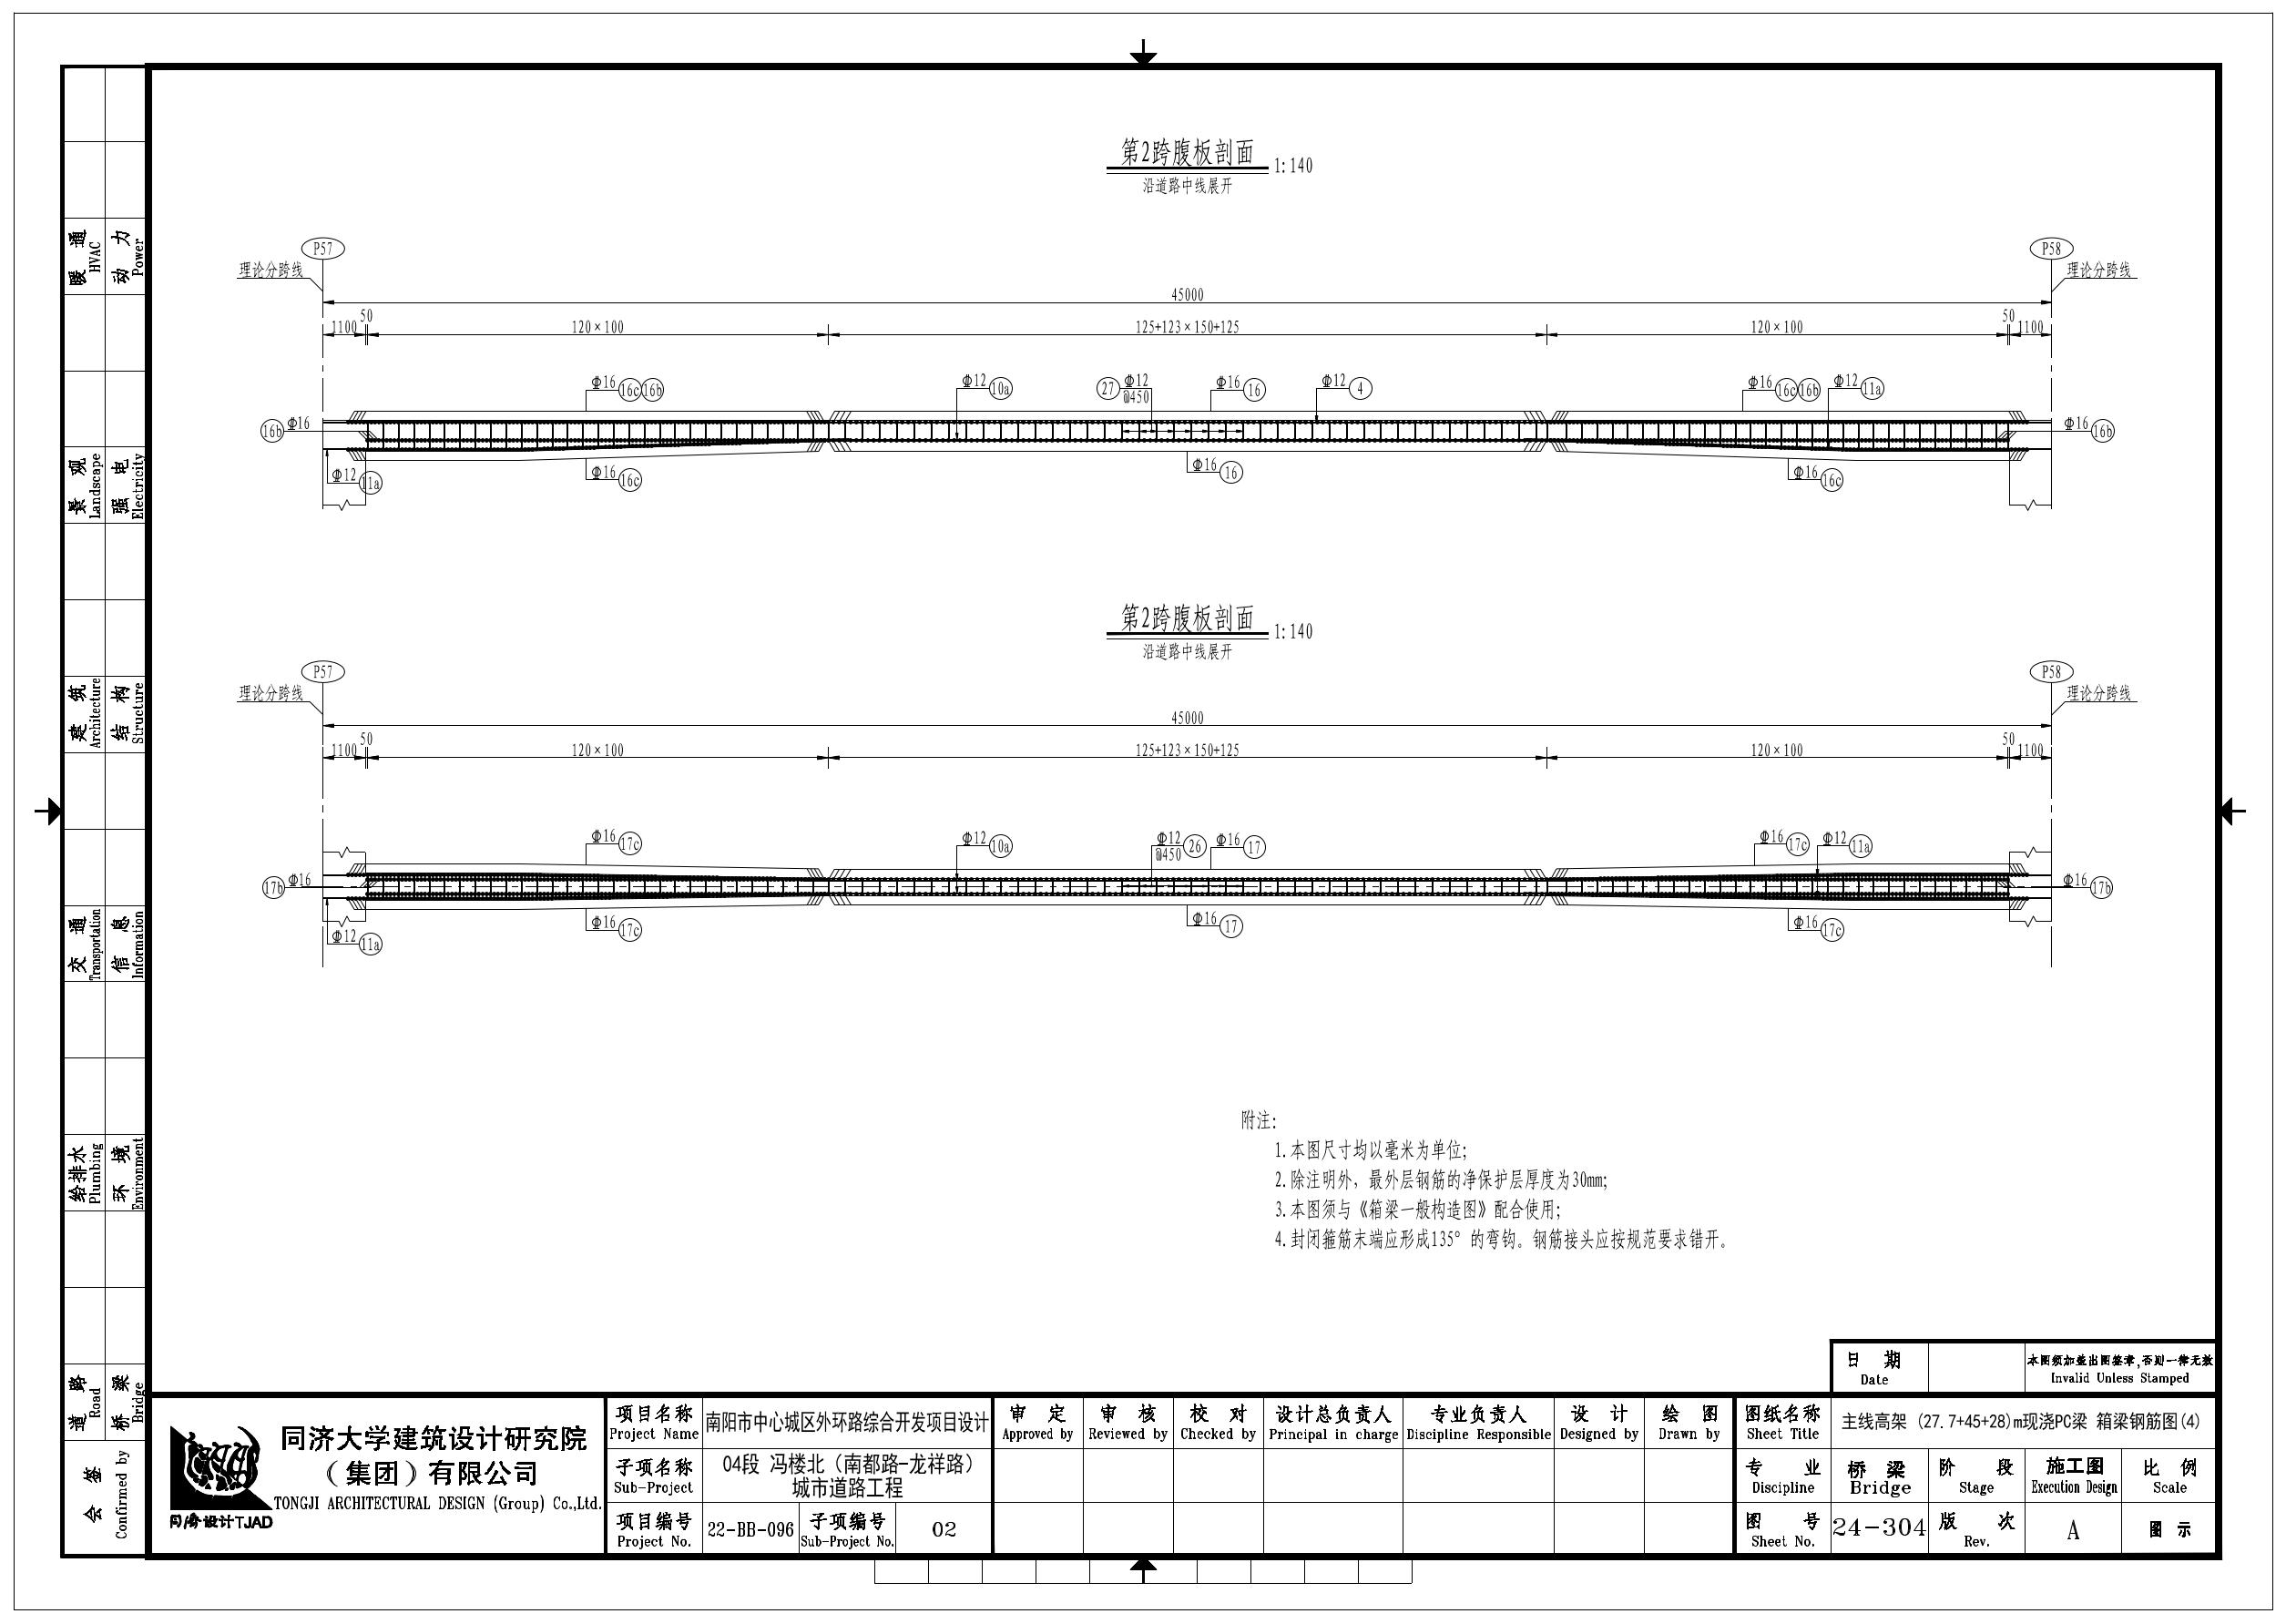 第2跨腹板剖面 1:140
沿道路中线展开
P57
P58
理论分跨线
理论分跨线
45000
1100 50 120×100 125+123×150+125 120×100 50 1100
Φ16 16c 16b
Φ12 10a
27 Φ12 @450
Φ16 16
Φ12 4
Φ16 16c 16b
Φ12 11a
16b Φ16
Φ16 16b
Φ12 11a
Φ16 16c
Φ16 16
Φ16 16c
第2跨腹板剖面 1:140
沿道路中线展开
P57
P58
理论分跨线
理论分跨线
45000
1100 50 120×100 125+123×150+125 120×100 50 1100
Φ16 17c
Φ12 10a
Φ12 @450 26
Φ16 17
Φ16 17c
Φ12 11a
17b Φ16
Φ16 17b
Φ12 11a
Φ16 17c
Φ16 17
Φ16 17c
附注:
1.本图尺寸均以毫米为单位;
2.除注明外, 最外层钢筋的净保护层厚度为30mm;
3.本图须与《箱梁一般构造图》配合使用;
4.封闭箍筋末端应形成135°的弯钩。钢筋接头应按规范要求错开。
暖通 HVAC
动力 Power
景观 Landscape
强电 Electricity
建筑 Architecture
结构 Structure
交通 Transportation
信息 Information
给排水 Plumbing
环境 Environment
道路 Road
桥梁 Bridge
会签 Confirmed by
日期 Date
本图须加盖出图签章,否则一律无效
Invalid Unless Stamped
同济设计TJAD
同济大学建筑设计研究院
(集团)有限公司
TONGJI ARCHITECTURAL DESIGN (Group) Co.,Ltd.
项目名称 Project Name
南阳市中心城区外环路综合开发项目设计
子项名称 Sub-Project
04段 冯楼北（南都路-龙祥路）
城市道路工程
项目编号 Project No.
22-BB-096
子项编号 Sub-Project No.
02
审定 Approved by
审核 Reviewed by
校对 Checked by
设计总负责人 Principal in charge
专业负责人 Discipline Responsible
设计 Designed by
绘图 Drawn by
图纸名称 Sheet Title
主线高架 (27.7+45+28)m现浇PC梁 箱梁钢筋图(4)
专业 Discipline
桥梁 Bridge
阶段 Stage
施工图 Execution Design
比例 Scale
图号 Sheet No.
24-304
版次 Rev.
A
图示